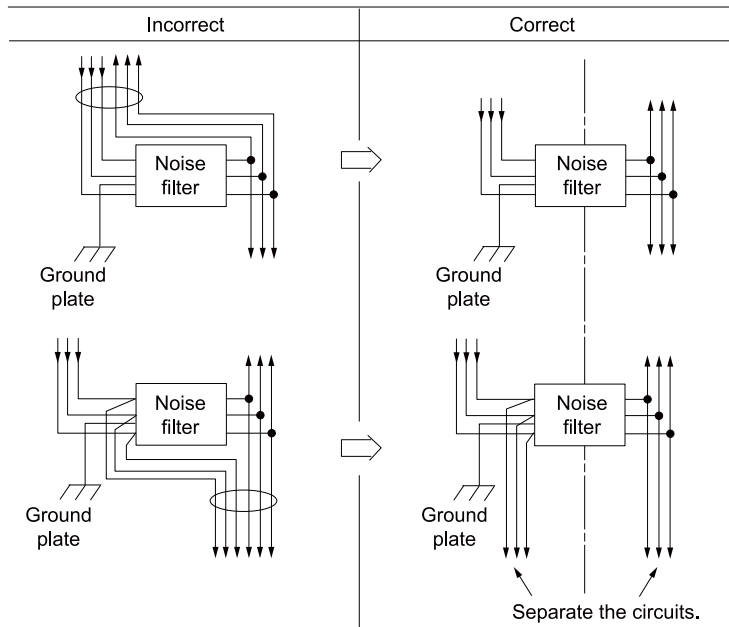 Incorrect
Correct
Noise
filter
Ground
plate
Noise
filter
Ground
plate
Noise
filter
Ground
plate
Noise
filter
Ground
plate
Separate the circuits.